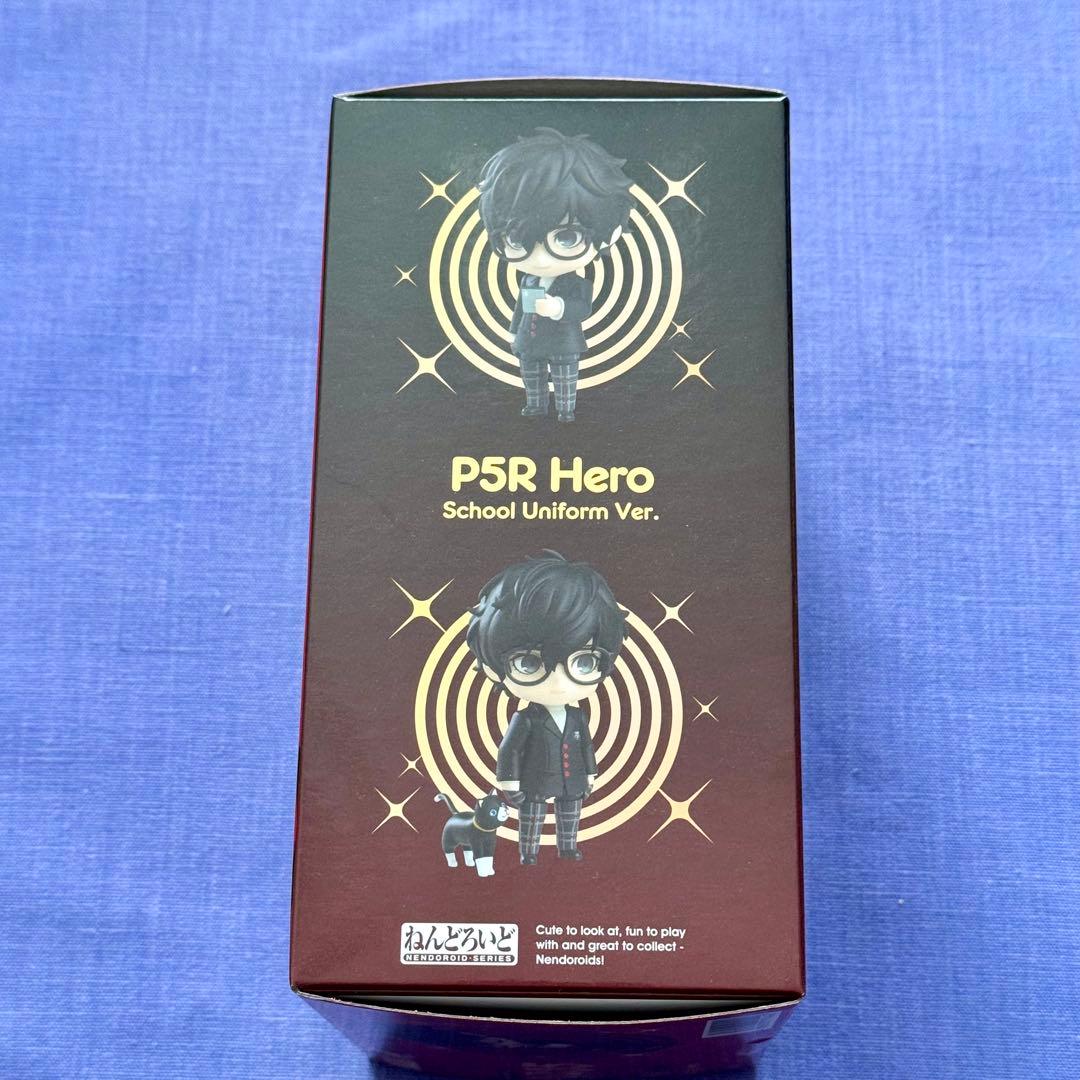 P5R Hero
School Uniform Ver.
ねんどろいど
NENDOROID·SERIES
Cute to look at, fun to play
with and great to collect -
Nendoroids!